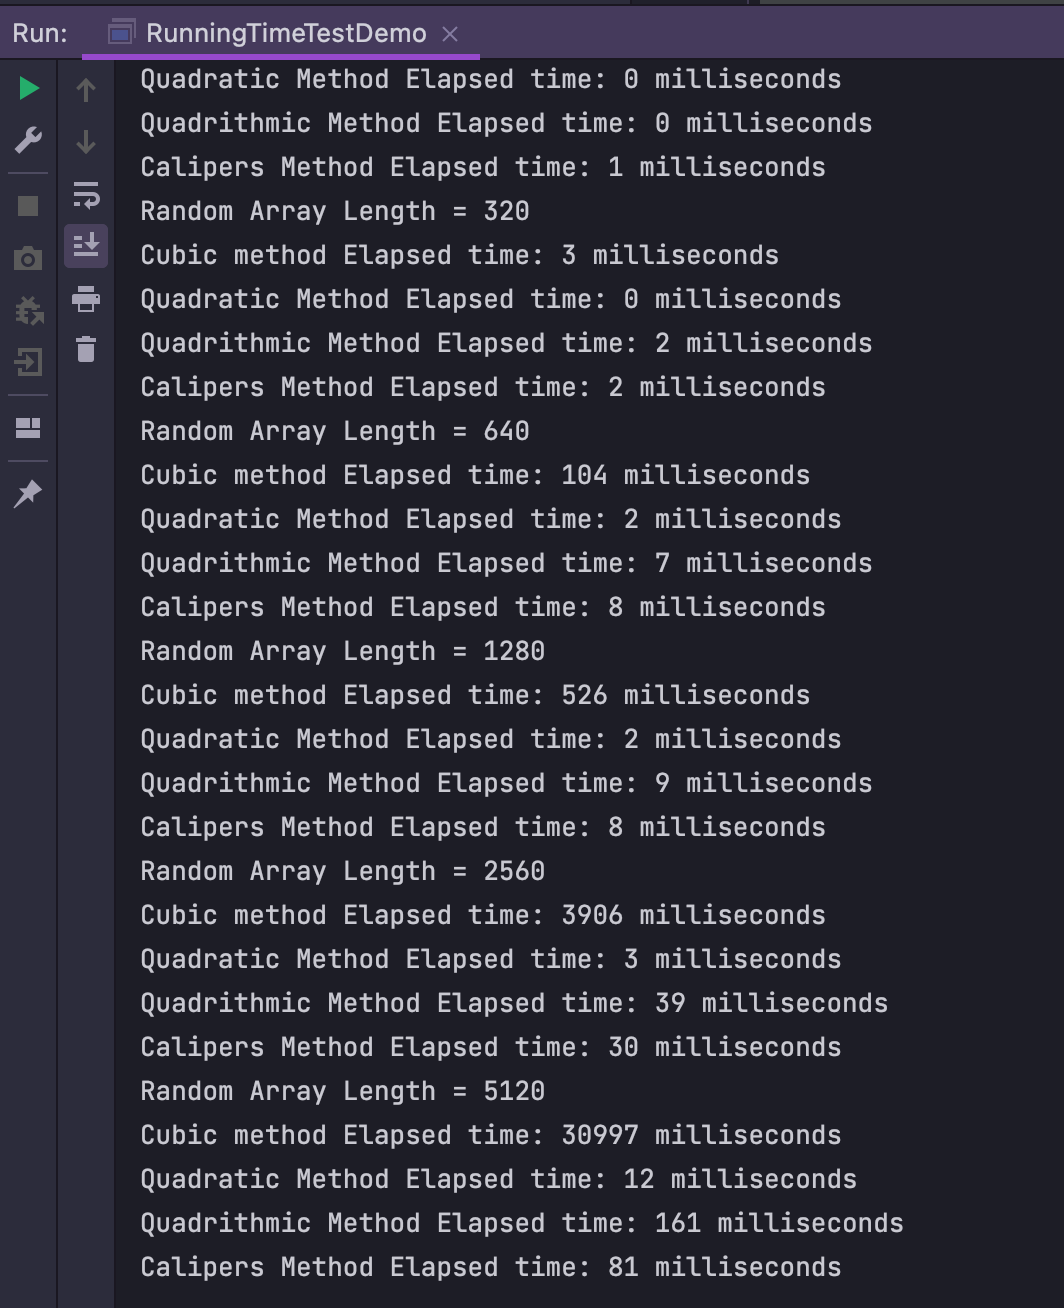 Run: RunningTimeTestDemo
Quadratic Method Elapsed time: 0 milliseconds
Quadrithmic Method Elapsed time: 0 milliseconds
Calipers Method Elapsed time: 1 milliseconds
Random Array Length = 320
Cubic method Elapsed time: 3 milliseconds
Quadratic Method Elapsed time: 0 milliseconds
Quadrithmic Method Elapsed time: 2 milliseconds
Calipers Method Elapsed time: 2 milliseconds
Random Array Length = 640
Cubic method Elapsed time: 104 milliseconds
Quadratic Method Elapsed time: 2 milliseconds
Quadrithmic Method Elapsed time: 7 milliseconds
Calipers Method Elapsed time: 8 milliseconds
Random Array Length = 1280
Cubic method Elapsed time: 526 milliseconds
Quadratic Method Elapsed time: 2 milliseconds
Quadrithmic Method Elapsed time: 9 milliseconds
Calipers Method Elapsed time: 8 milliseconds
Random Array Length = 2560
Cubic method Elapsed time: 3906 milliseconds
Quadratic Method Elapsed time: 3 milliseconds
Quadrithmic Method Elapsed time: 39 milliseconds
Calipers Method Elapsed time: 30 milliseconds
Random Array Length = 5120
Cubic method Elapsed time: 30997 milliseconds
Quadratic Method Elapsed time: 12 milliseconds
Quadrithmic Method Elapsed time: 161 milliseconds
Calipers Method Elapsed time: 81 milliseconds